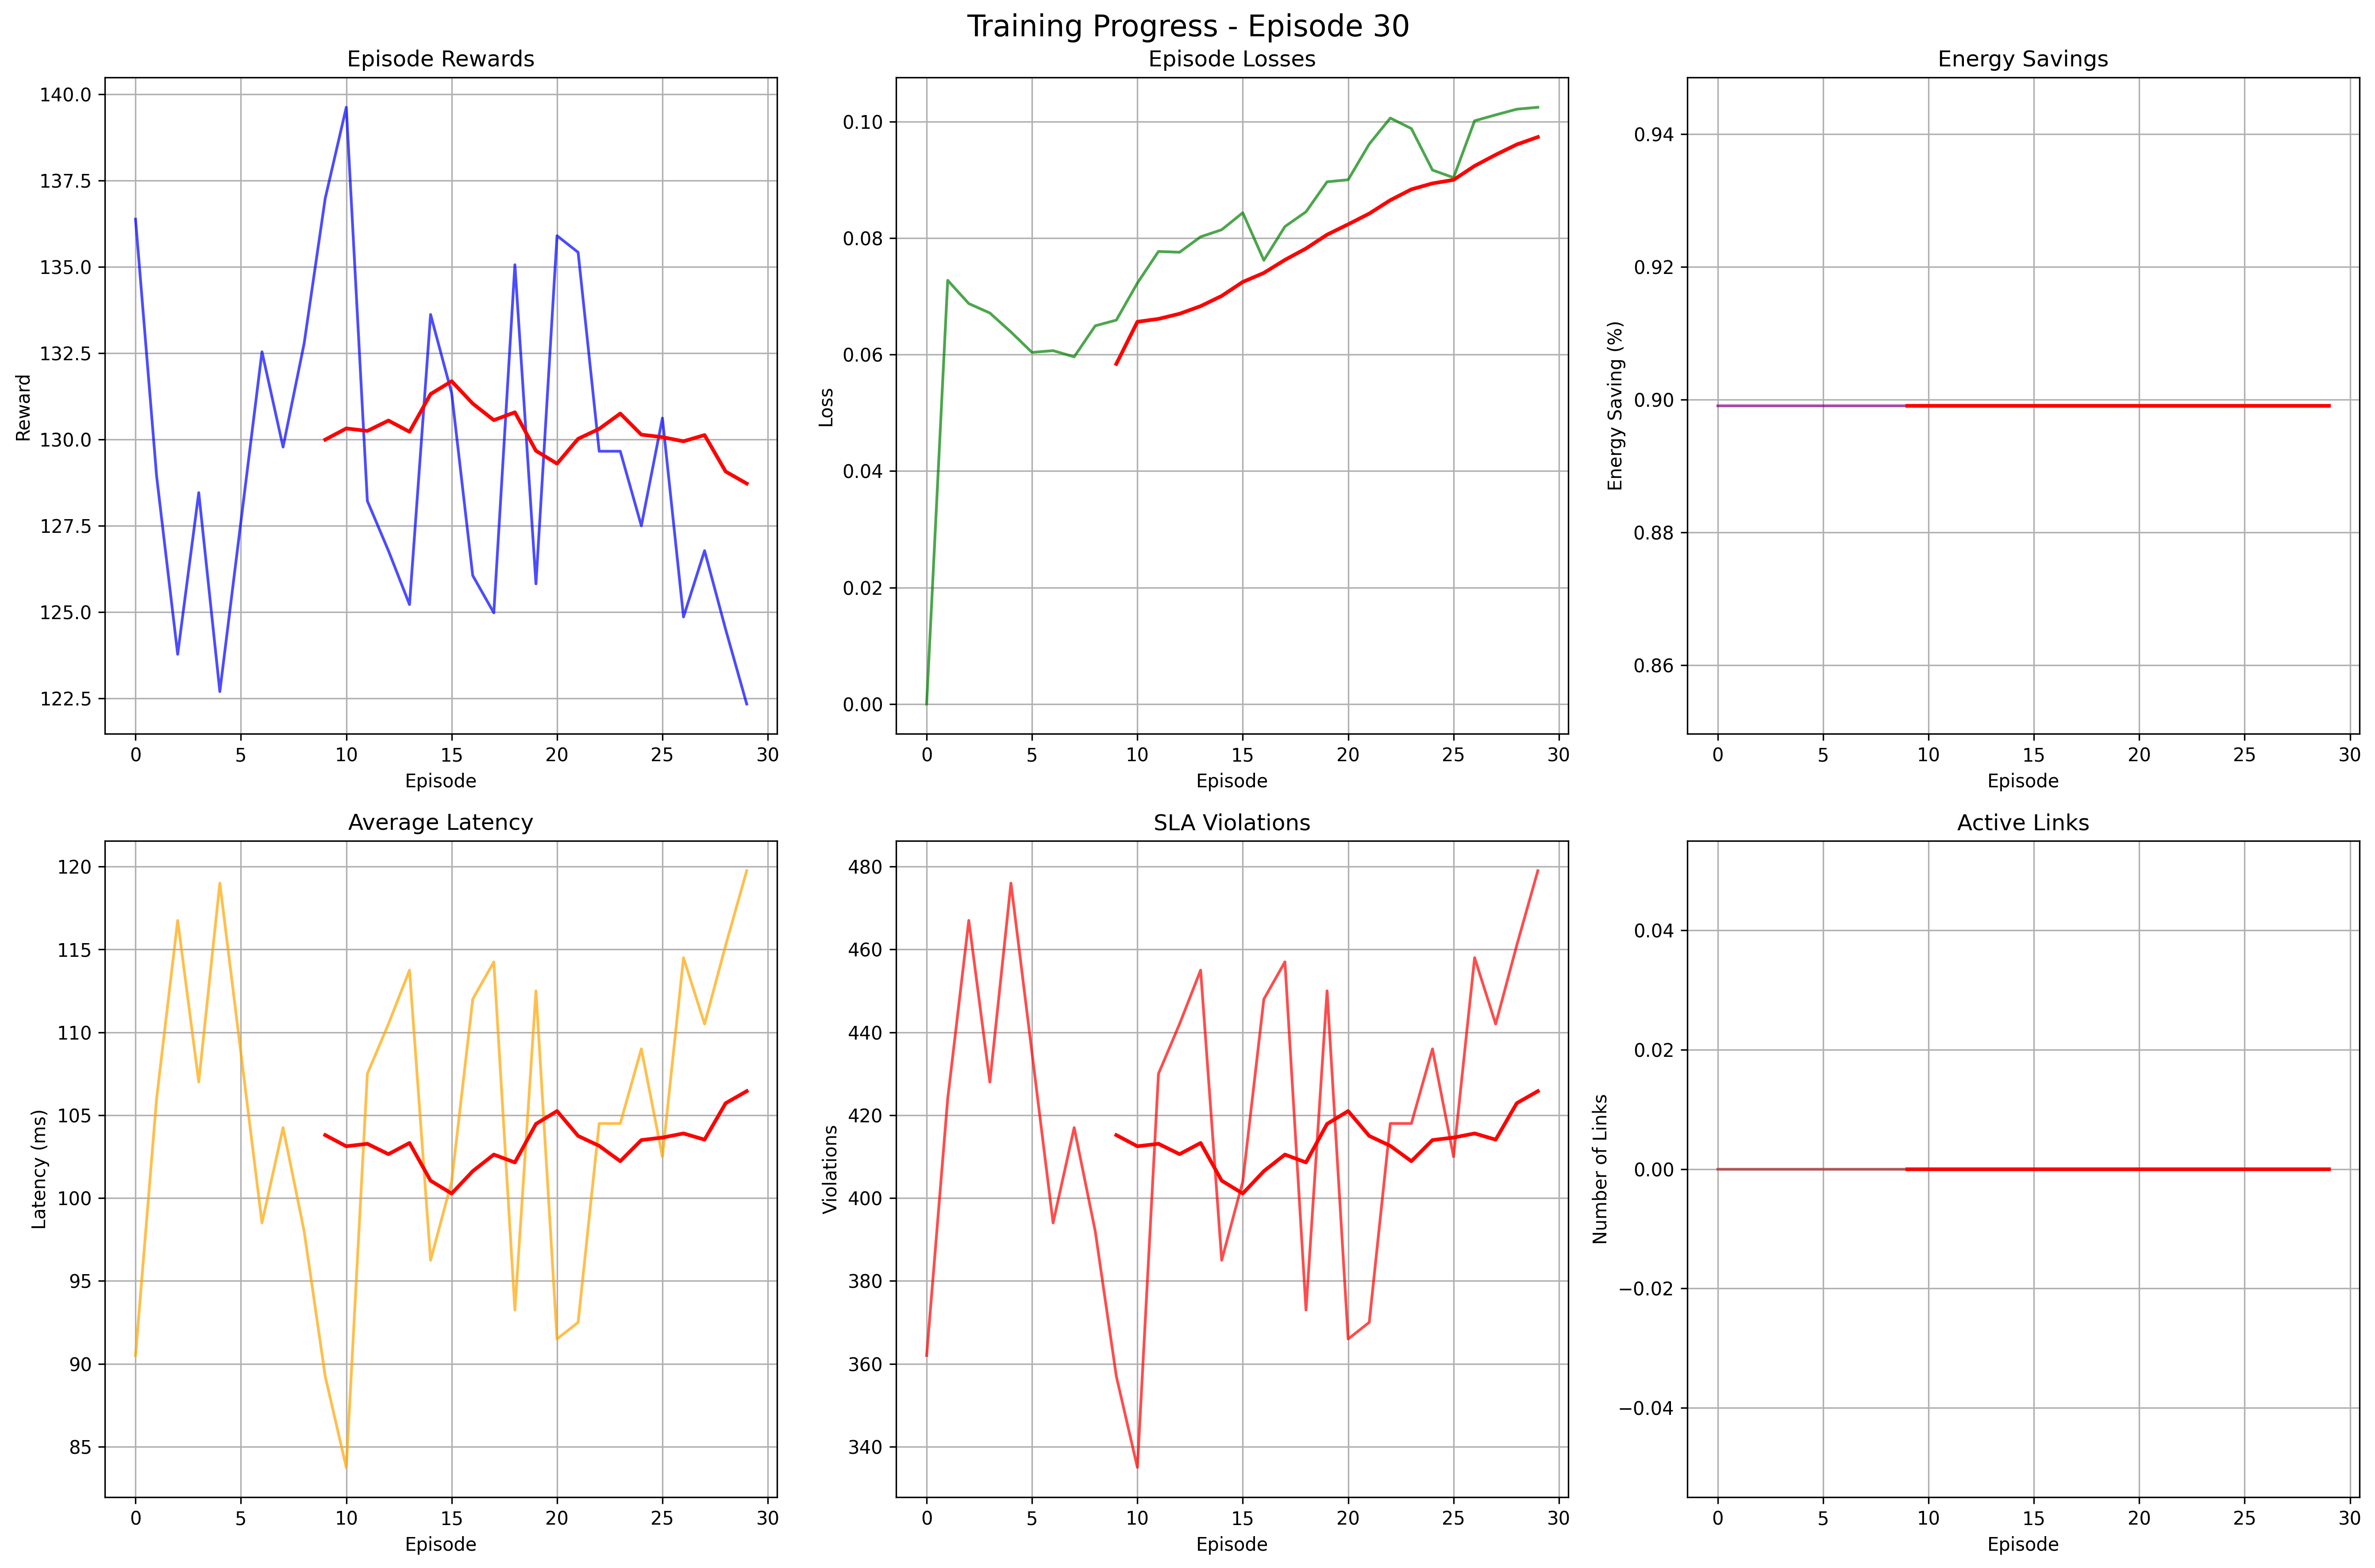 Training Progress - Episode 30
Episode Rewards
Reward
140.0
137.5
135.0
132.5
130.0
127.5
125.0
122.5
0 5 10 15 20 25 30
Episode
Episode Losses
Loss
0.10
0.08
0.06
0.04
0.02
0.00
0 5 10 15 20 25 30
Episode
Energy Savings
Energy Saving (%)
0.94
0.92
0.90
0.88
0.86
0 5 10 15 20 25 30
Episode
Average Latency
Latency (ms)
120
115
110
105
100
95
90
85
0 5 10 15 20 25 30
Episode
SLA Violations
Violations
480
460
440
420
400
380
360
340
0 5 10 15 20 25 30
Episode
Active Links
Number of Links
0.04
0.02
0.00
−0.02
−0.04
0 5 10 15 20 25 30
Episode